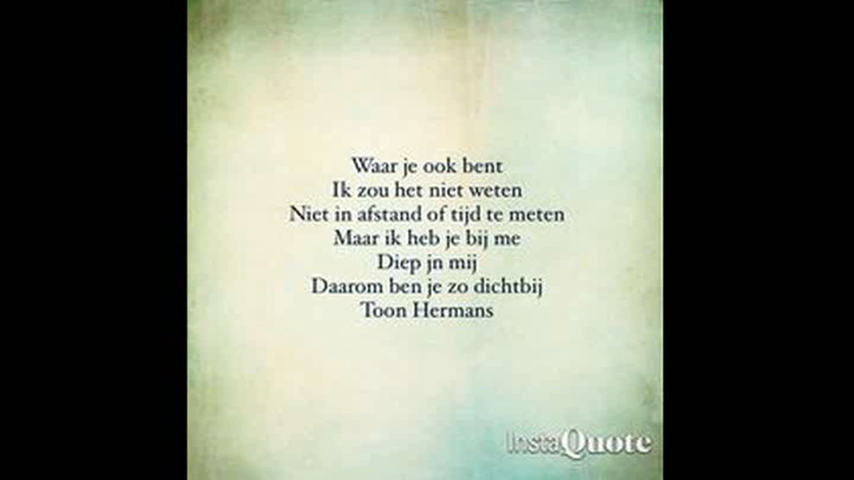 Waar je ook bent
Ik zou het niet weten
Niet in afstand of tijd te meten
Maar ik heb je bij me
Diep jn mij
Daarom ben je zo dichtbij
Toon Hermans
InstaQuote